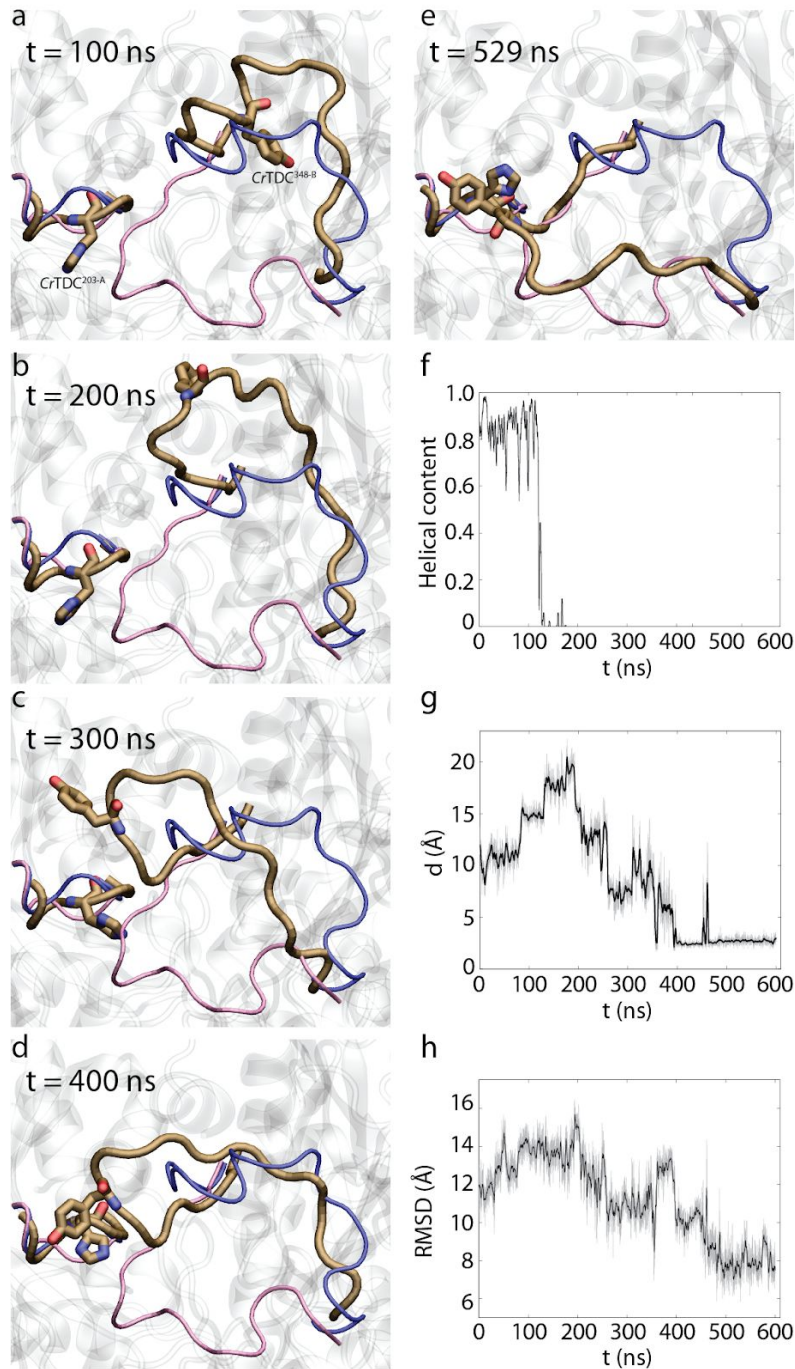 a
t = 100 ns
CrTDC³⁴⁸⁻ᴮ
CrTDC²⁰³⁻ᴬ
b
t = 200 ns
c
t = 300 ns
d
t = 400 ns
e
t = 529 ns
f
1.0
0.8
0.6
0.4
0.2
0
Helical content
0 100 200 300 400 500 600
t (ns)
g
20
15
10
5
0
d (Å)
0 100 200 300 400 500 600
t (ns)
h
16
14
12
10
8
6
RMSD (Å)
0 100 200 300 400 500 600
t (ns)